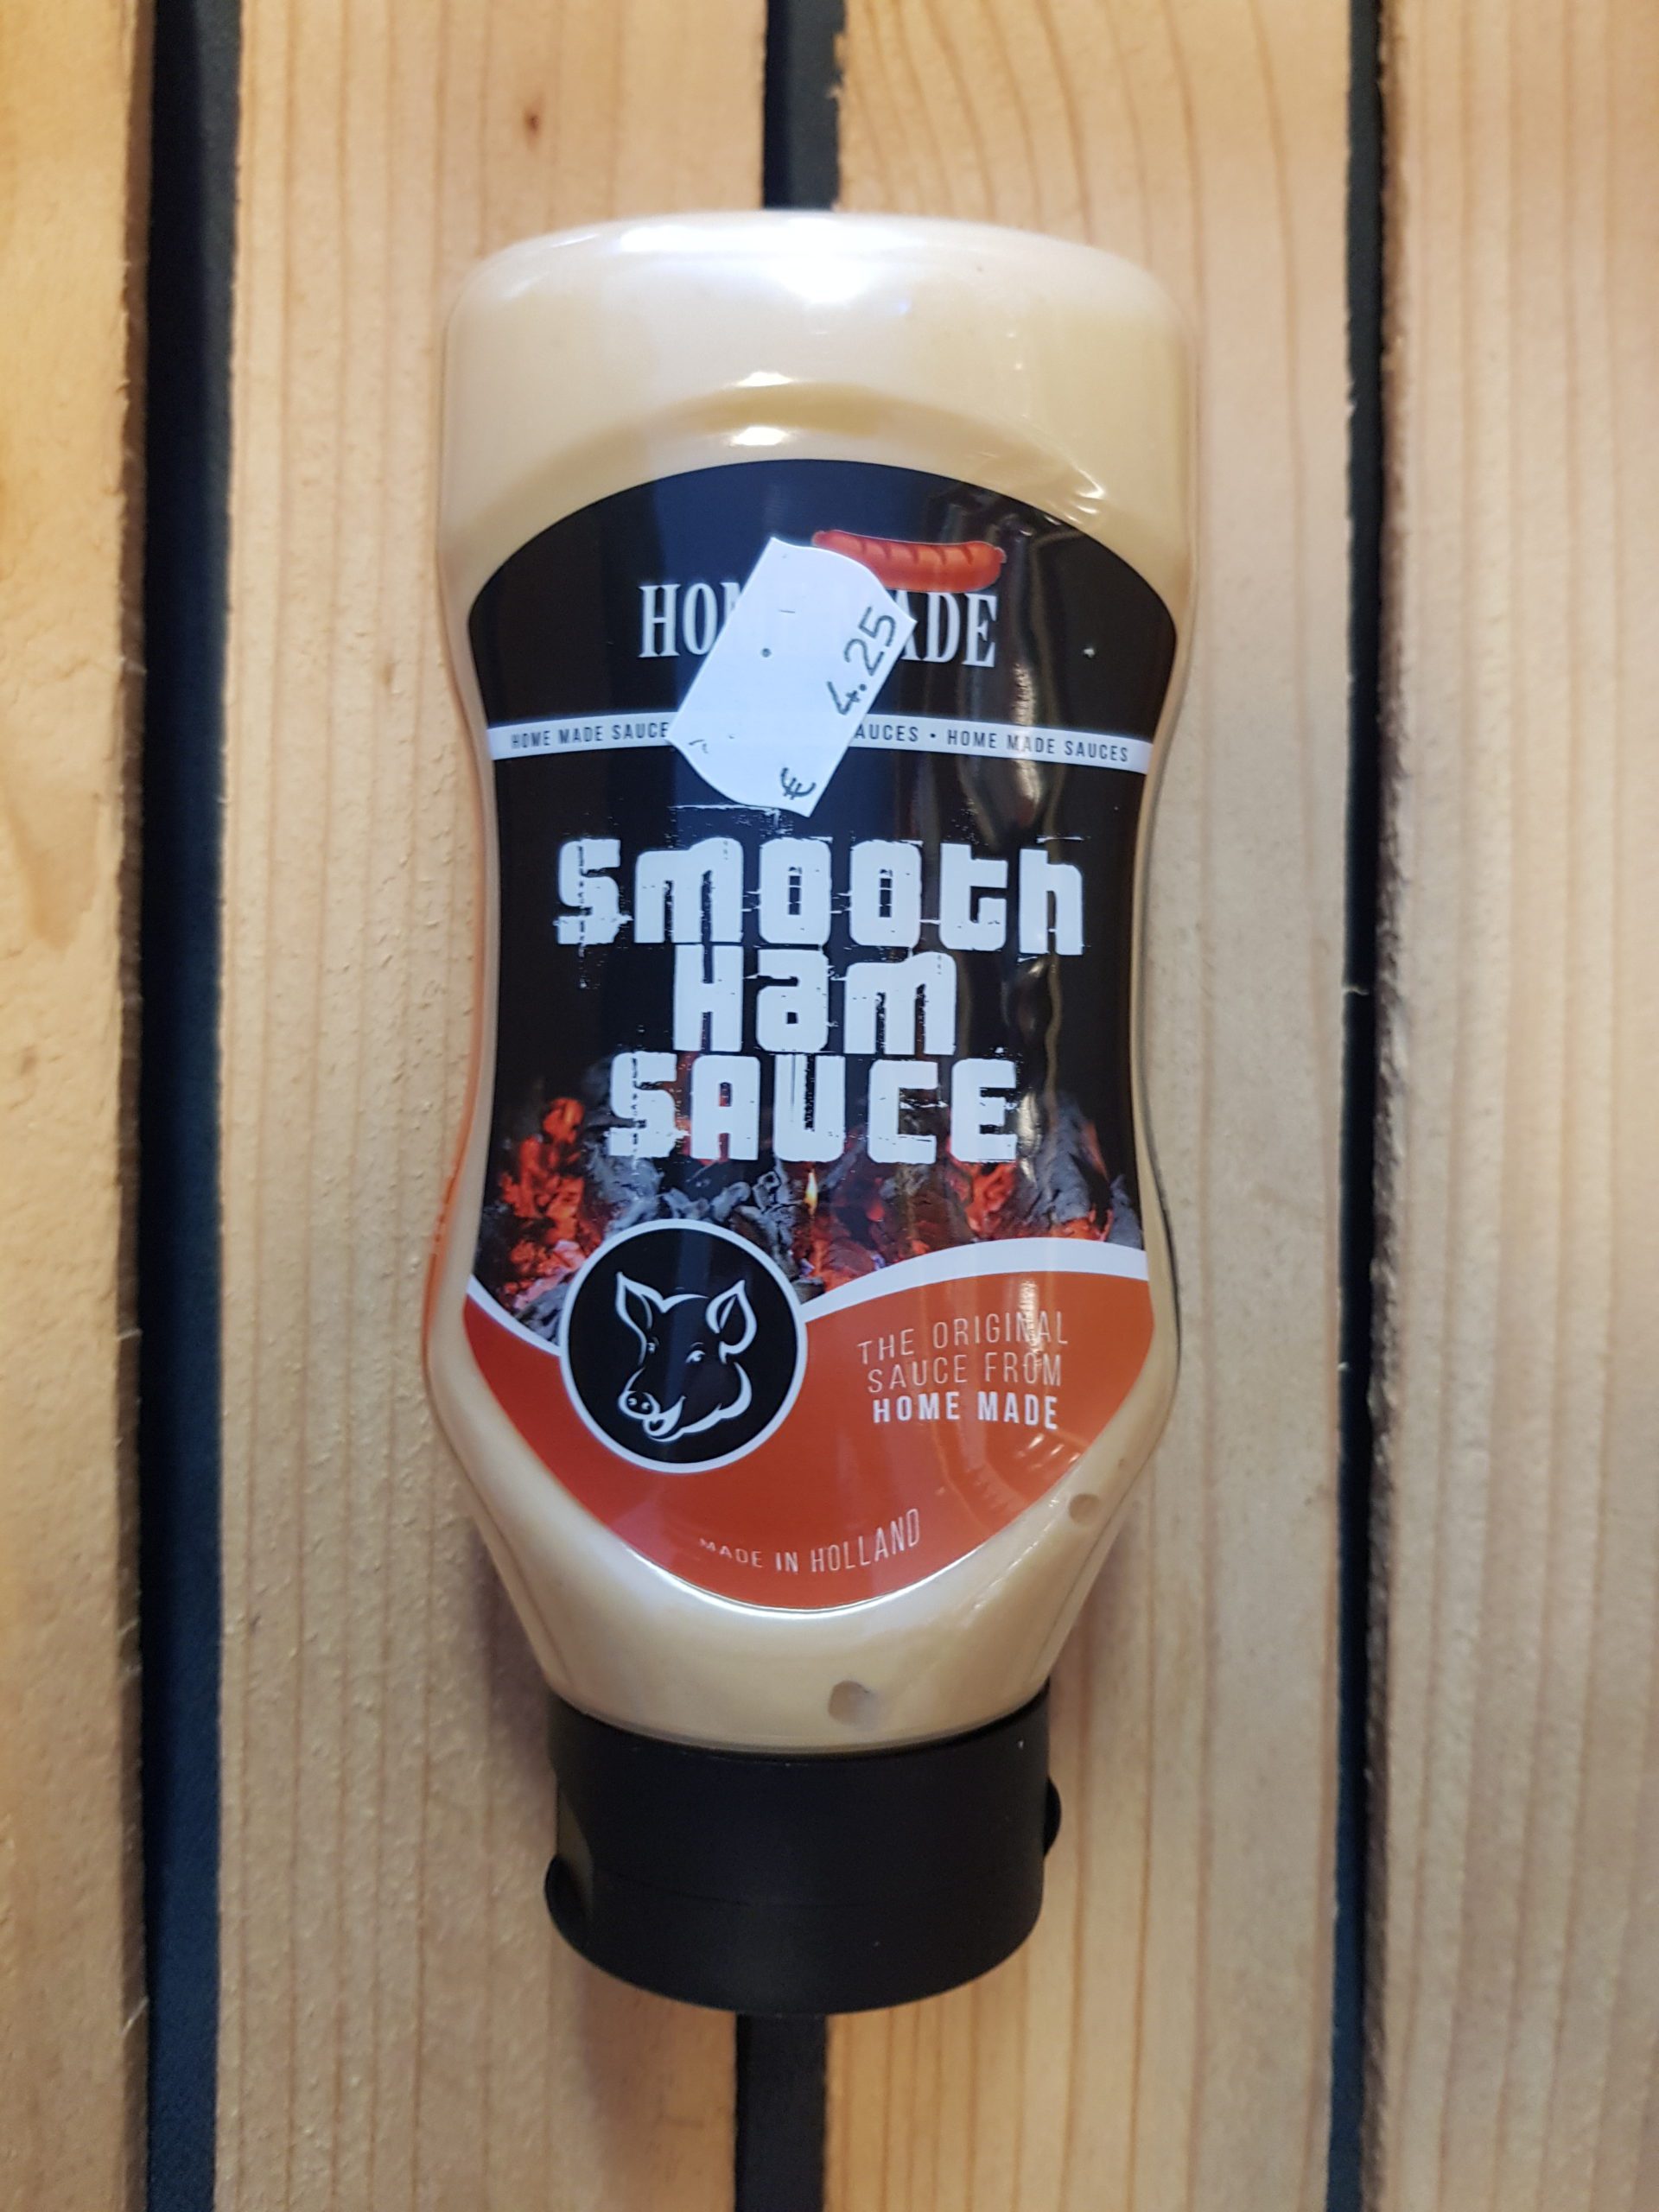 4.25
€
HOME MADE SAUCES • HOME MADE SAUCES
Smooth
Ham
SAUCE
THE ORIGINAL
SAUCE FROM
HOME MADE
MADE IN HOLLAND